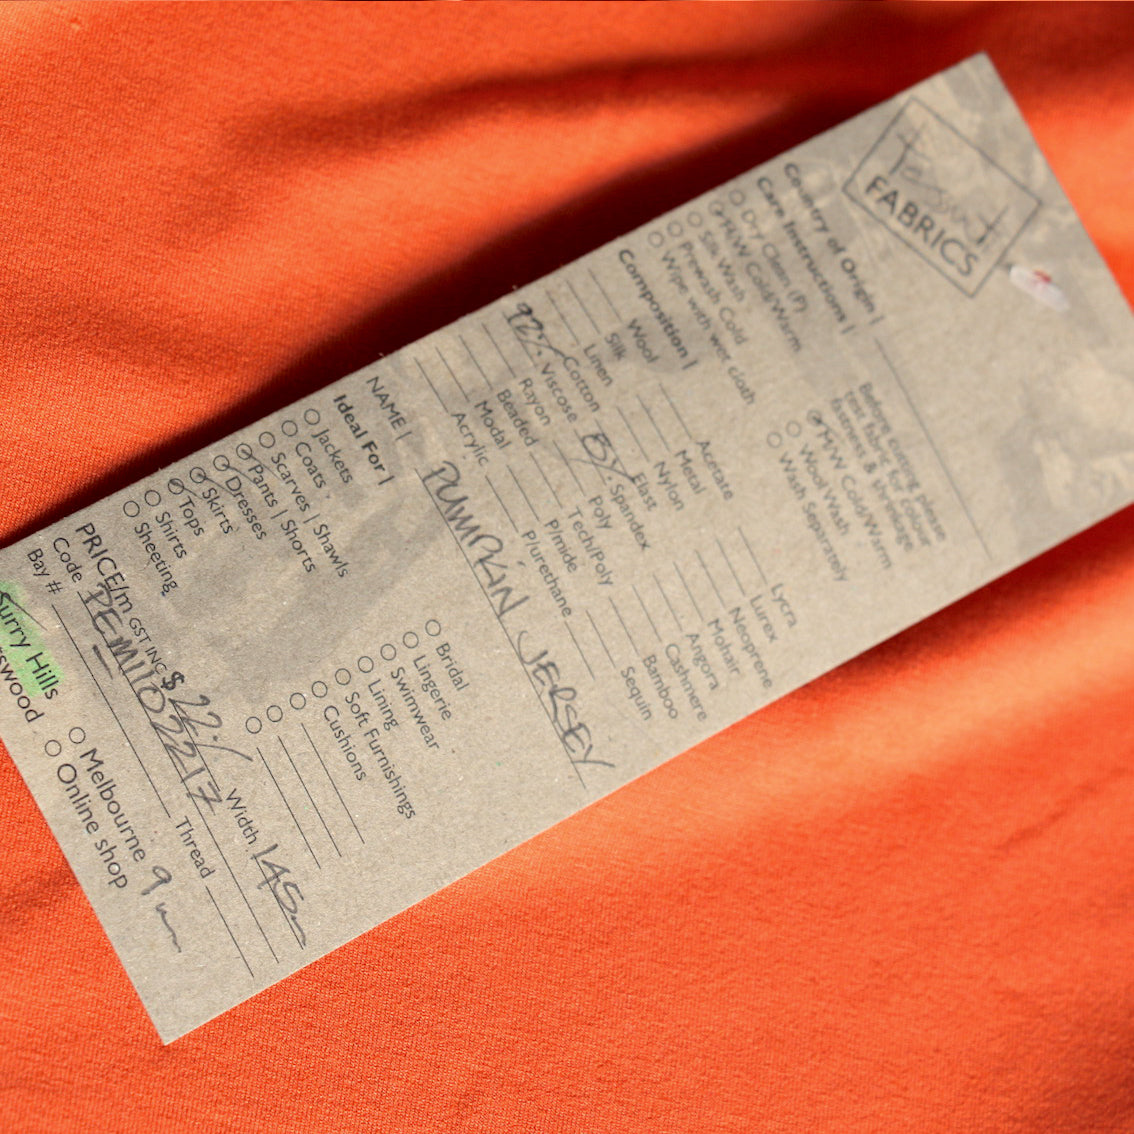 Tessuti
FABRICS
Country of Origin |
Care Instructions |
Dry Clean (P)
H/W Cold/Warm
Silk Wash
Prewash Cold
Wipe with wet cloth
Before cutting please
test fabric for colour
fastness & shrinkage
H/W Cold/Warm
Wool Wash
Wash Separately
Composition |
Wool
Silk
Linen
Cotton
92% Viscose
Rayon
Beaded
Modal
Acrylic
Acetate
Metal
Nylon
Elast
8% Spandex
Poly
Tech/Poly
P/mide
P/urethane
Lycra
Lurex
Neoprene
Mohair
Angora
Cashmere
Bamboo
Sequin
NAME | PUMPKIN JERSEY
Ideal For |
Jackets
Coats
Scarves | Shawls
Pants | Shorts
Dresses
Skirts
Tops
Shirts
Sheeting
Bridal
Lingerie
Swimwear
Lining
Soft Furnishings
Cushions
PRICE/m GST INC $22 Width 145
Code
Bay # Thread
Surry Hills
Melbourne
Online shop
9 m